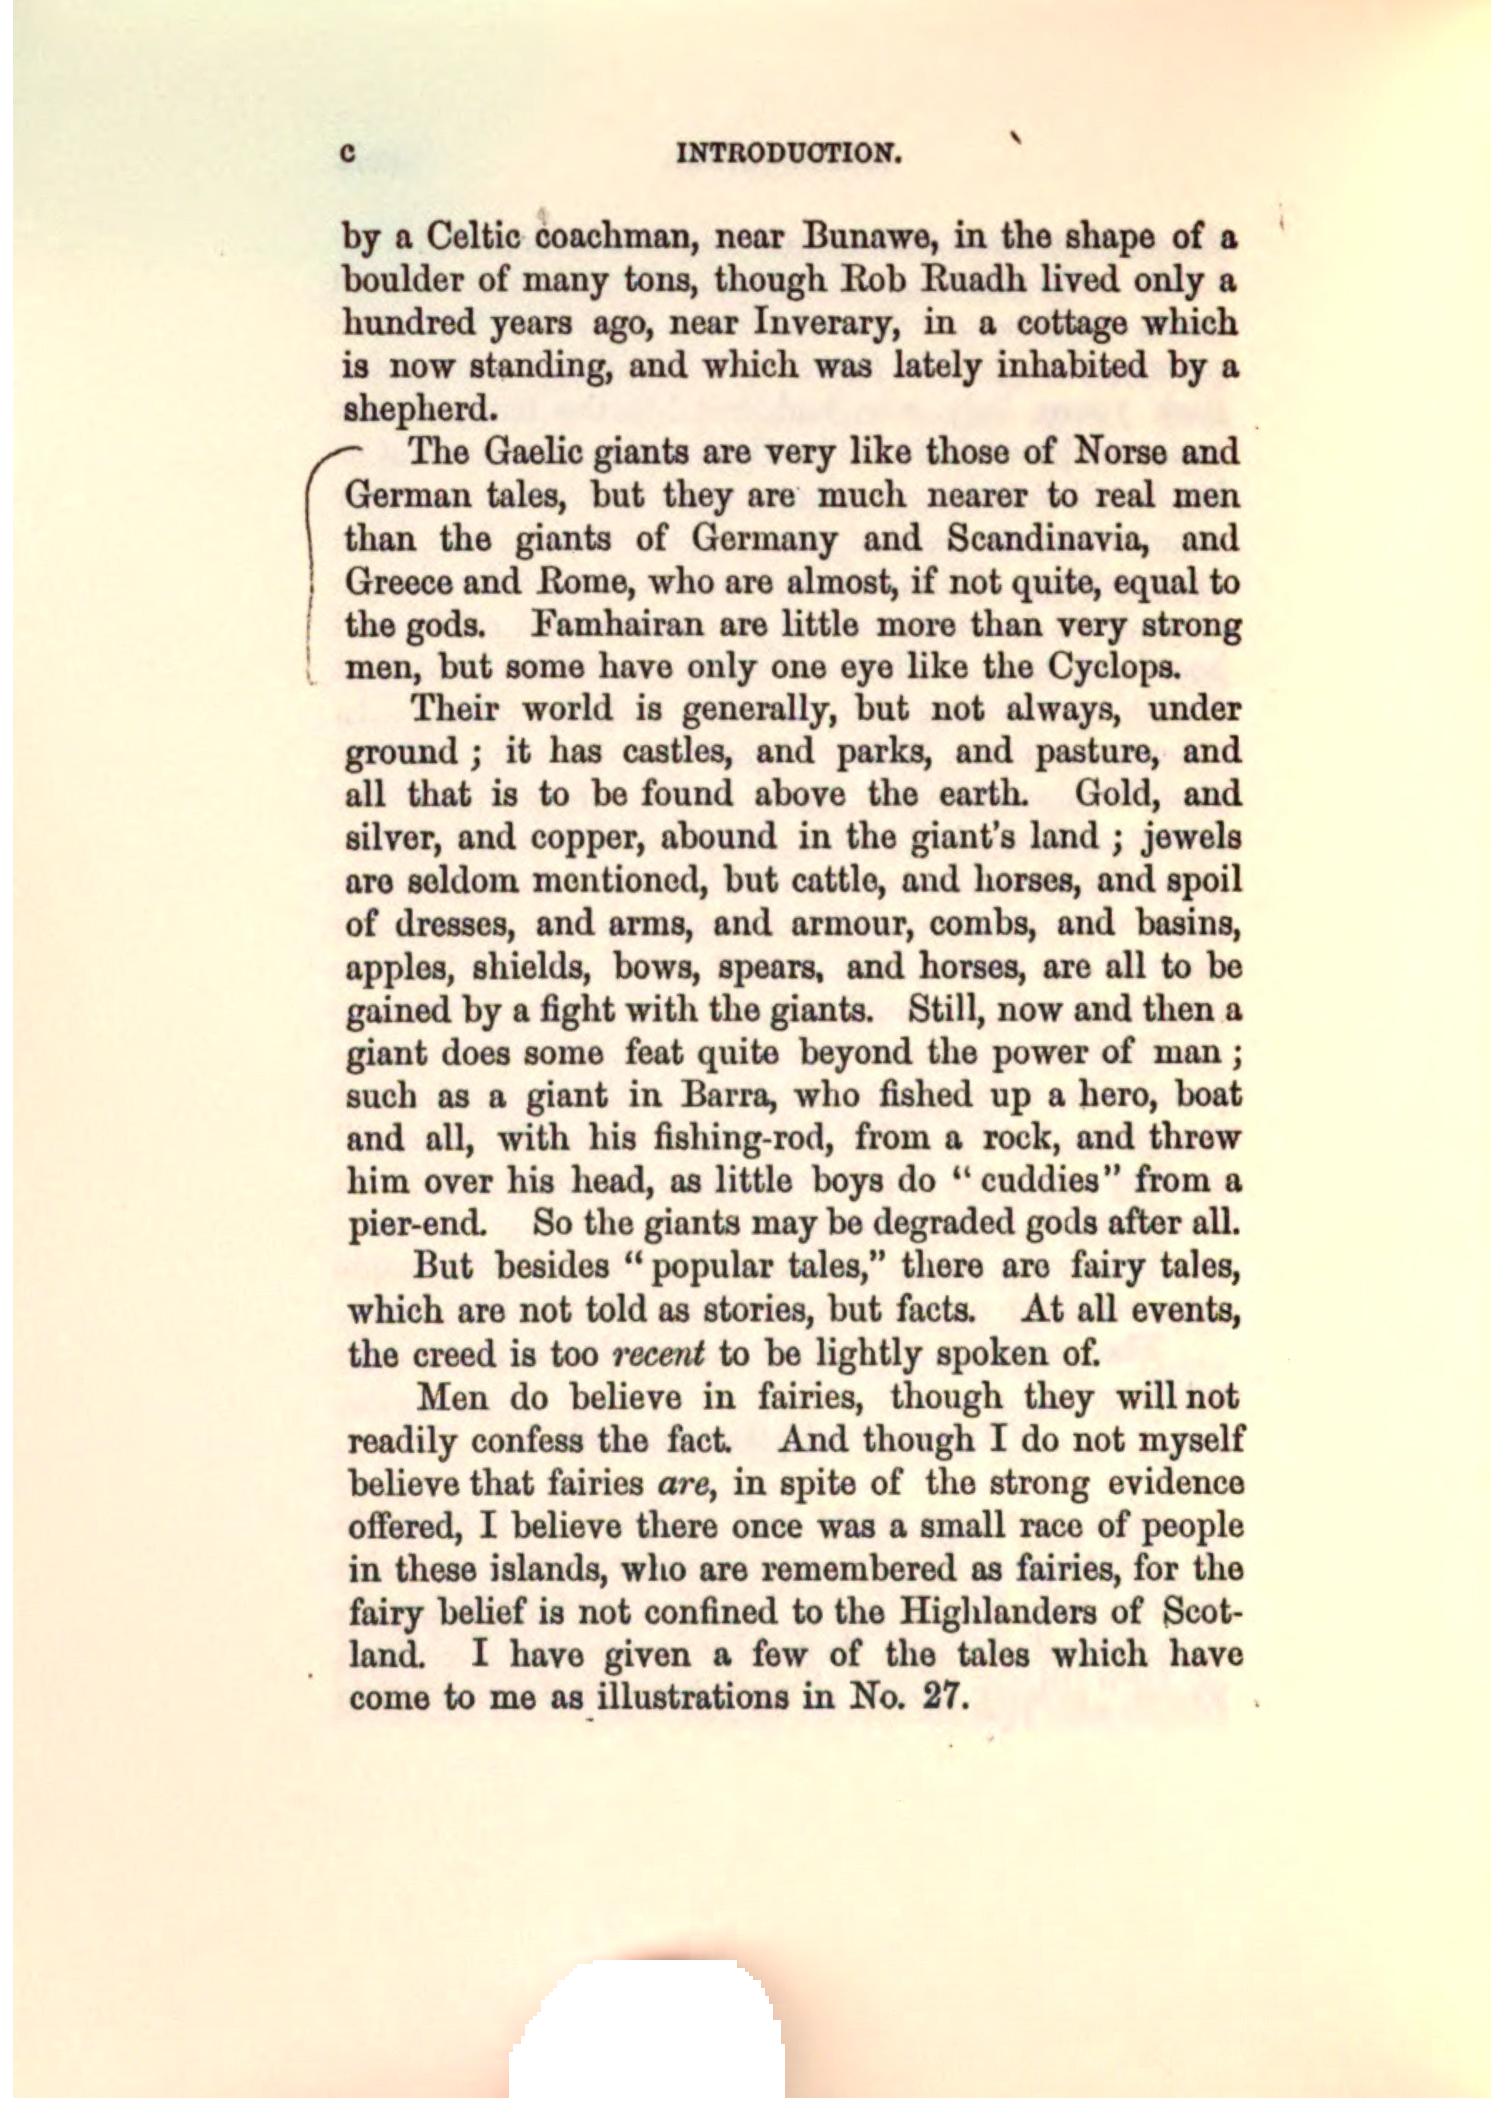 c INTRODUCTION.
by a Celtic coachman, near Bunawe, in the shape of a
boulder of many tons, though Rob Ruadh lived only a
hundred years ago, near Inverary, in a cottage which
is now standing, and which was lately inhabited by a
shepherd.
The Gaelic giants are very like those of Norse and
German tales, but they are much nearer to real men
than the giants of Germany and Scandinavia, and
Greece and Rome, who are almost, if not quite, equal to
the gods. Famhairan are little more than very strong
men, but some have only one eye like the Cyclops.
Their world is generally, but not always, under
ground ; it has castles, and parks, and pasture, and
all that is to be found above the earth. Gold, and
silver, and copper, abound in the giant's land ; jewels
are seldom mentioned, but cattle, and horses, and spoil
of dresses, and arms, and armour, combs, and basins,
apples, shields, bows, spears, and horses, are all to be
gained by a fight with the giants. Still, now and then a
giant does some feat quite beyond the power of man ;
such as a giant in Barra, who fished up a hero, boat
and all, with his fishing-rod, from a rock, and threw
him over his head, as little boys do “ cuddies” from a
pier-end. So the giants may be degraded gods after all.
But besides “ popular tales,” there are fairy tales,
which are not told as stories, but facts. At all events,
the creed is too recent to be lightly spoken of.
Men do believe in fairies, though they will not
readily confess the fact. And though I do not myself
believe that fairies are, in spite of the strong evidence
offered, I believe there once was a small race of people
in these islands, who are remembered as fairies, for the
fairy belief is not confined to the Highlanders of Scot-
land. I have given a few of the tales which have
come to me as illustrations in No. 27.